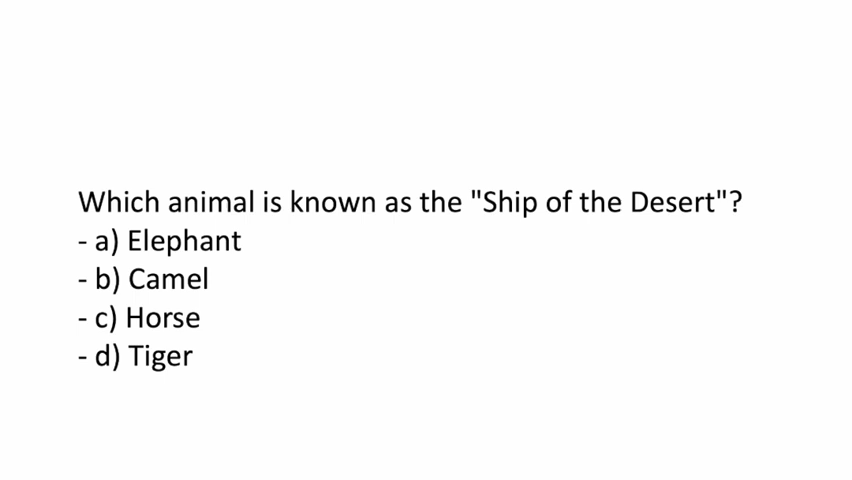 Which animal is known as the "Ship of the Desert"?
- a) Elephant
- b) Camel
- c) Horse
- d) Tiger